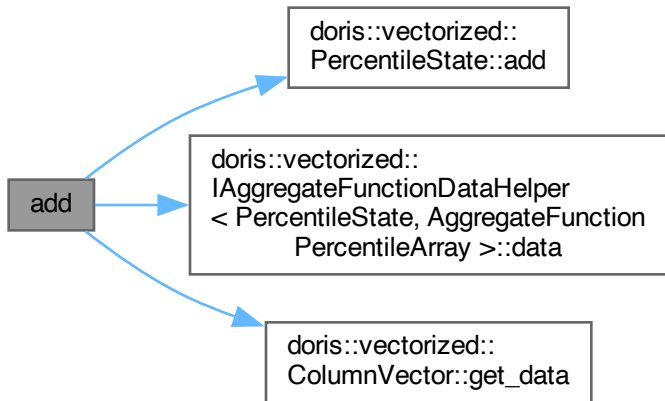 add
doris::vectorized::
PercentileState::add
doris::vectorized::
IAggregateFunctionDataHelper
< PercentileState, AggregateFunction
PercentileArray >::data
doris::vectorized::
ColumnVector::get_data